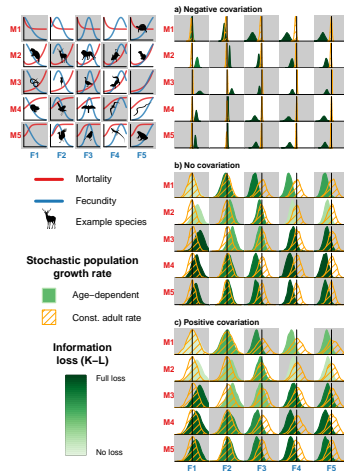 M1
M2
M3
M4
M5
F1 F2 F3 F4 F5
Mortality
Fecundity
Example species
Stochastic population
growth rate
Age-dependent
Const. adult rate
Information
loss (K-L)
Full loss
No loss
a) Negative covariation
M1
M2
M3
M4
M5
b) No covariation
M1
M2
M3
M4
M5
c) Positive covariation
M1
M2
M3
M4
M5
F1 F2 F3 F4 F5